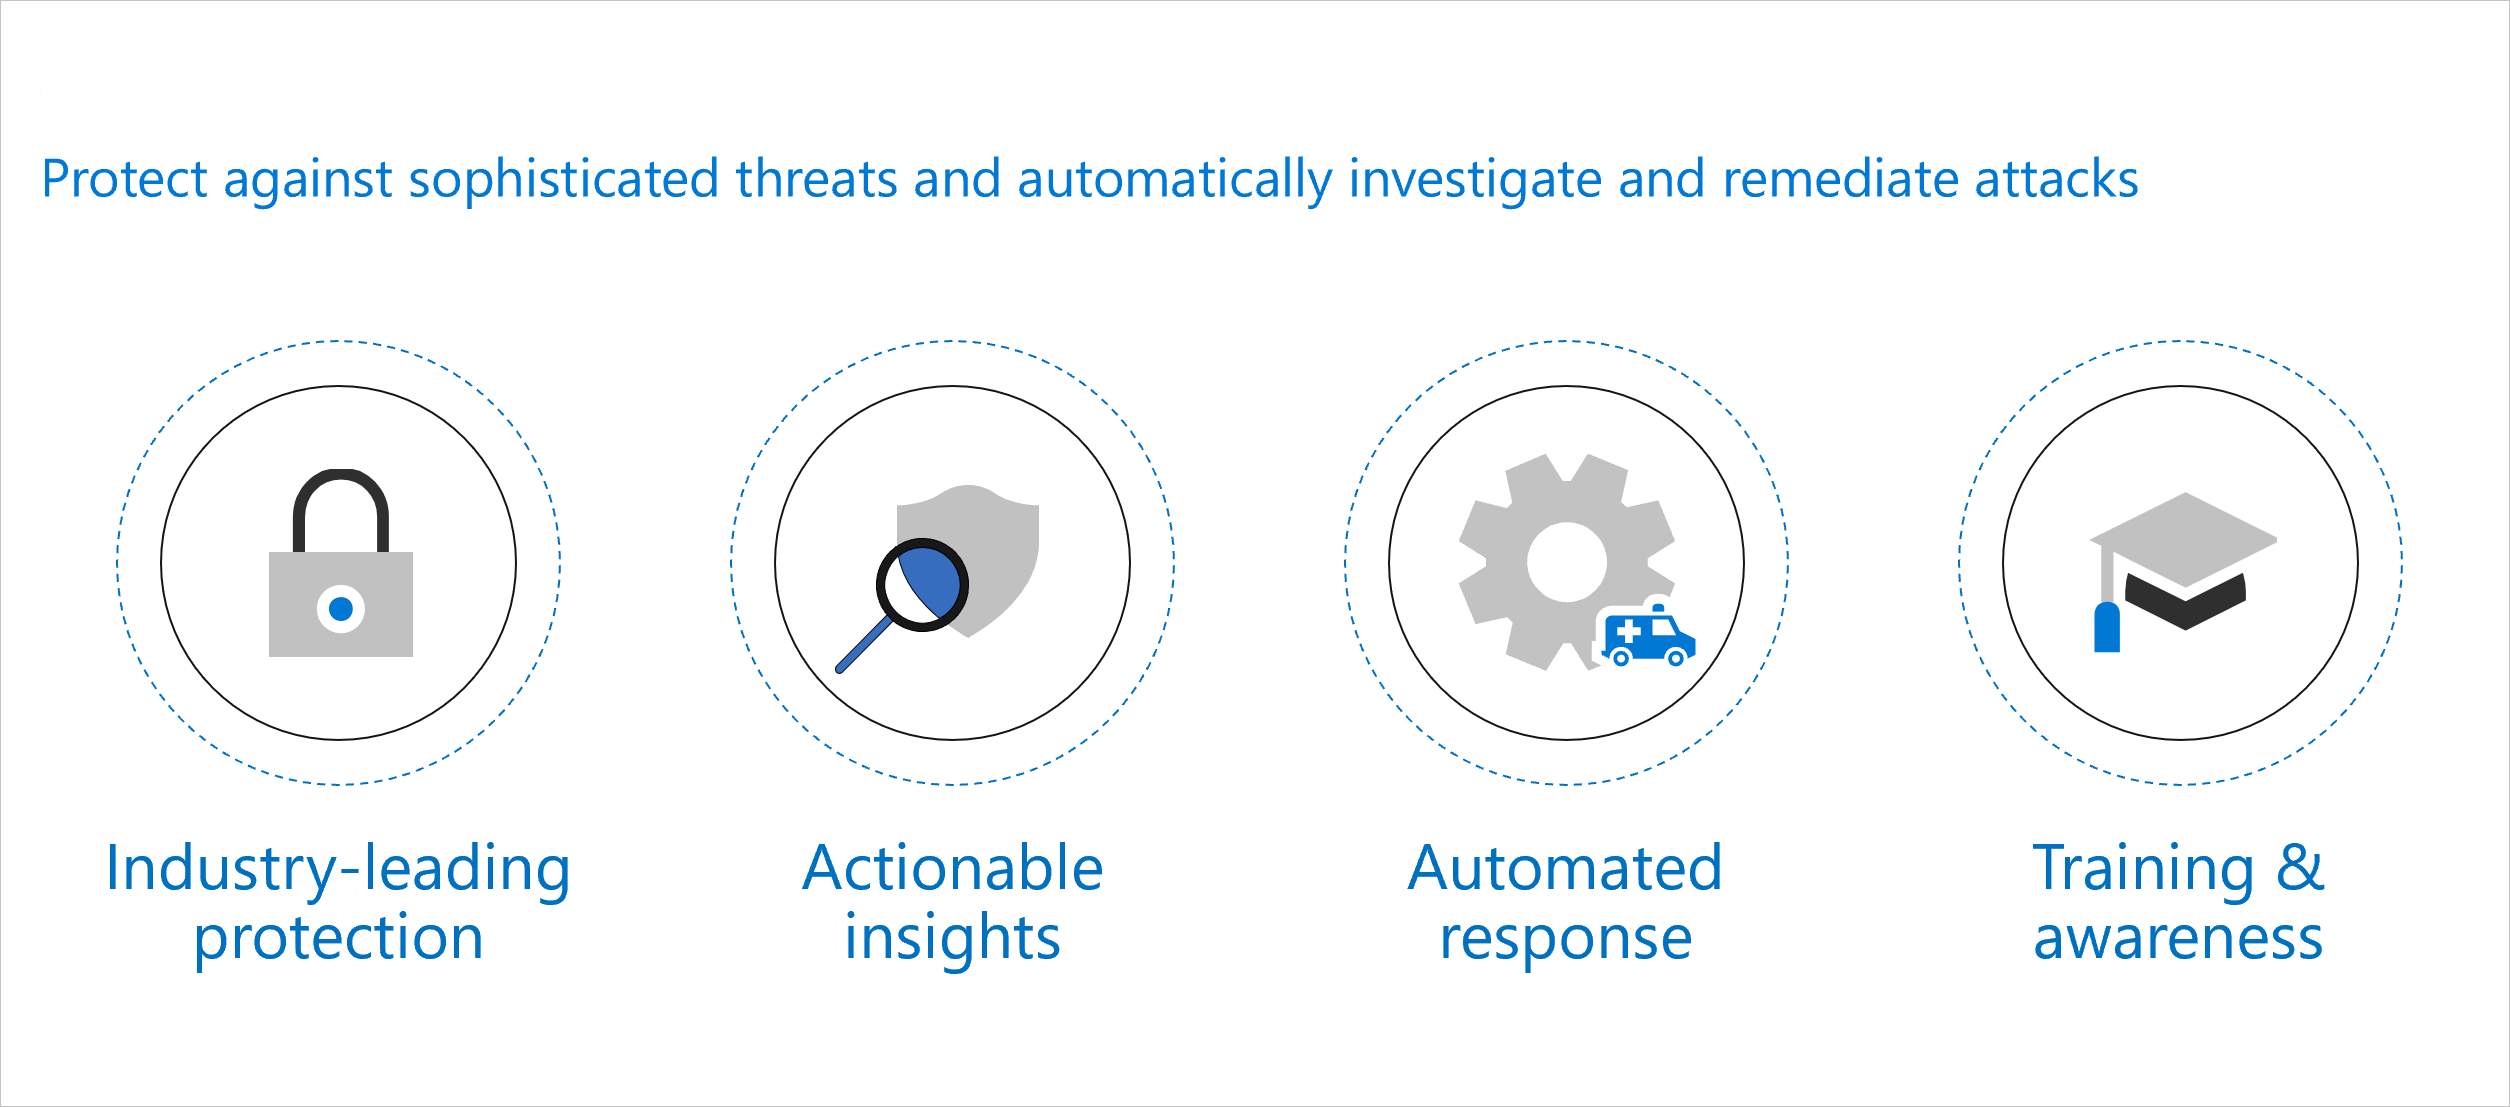 Protect against sophisticated threats and automatically investigate and remediate attacks
Industry-leading
protection
Actionable
insights
Automated
response
Training &
awareness